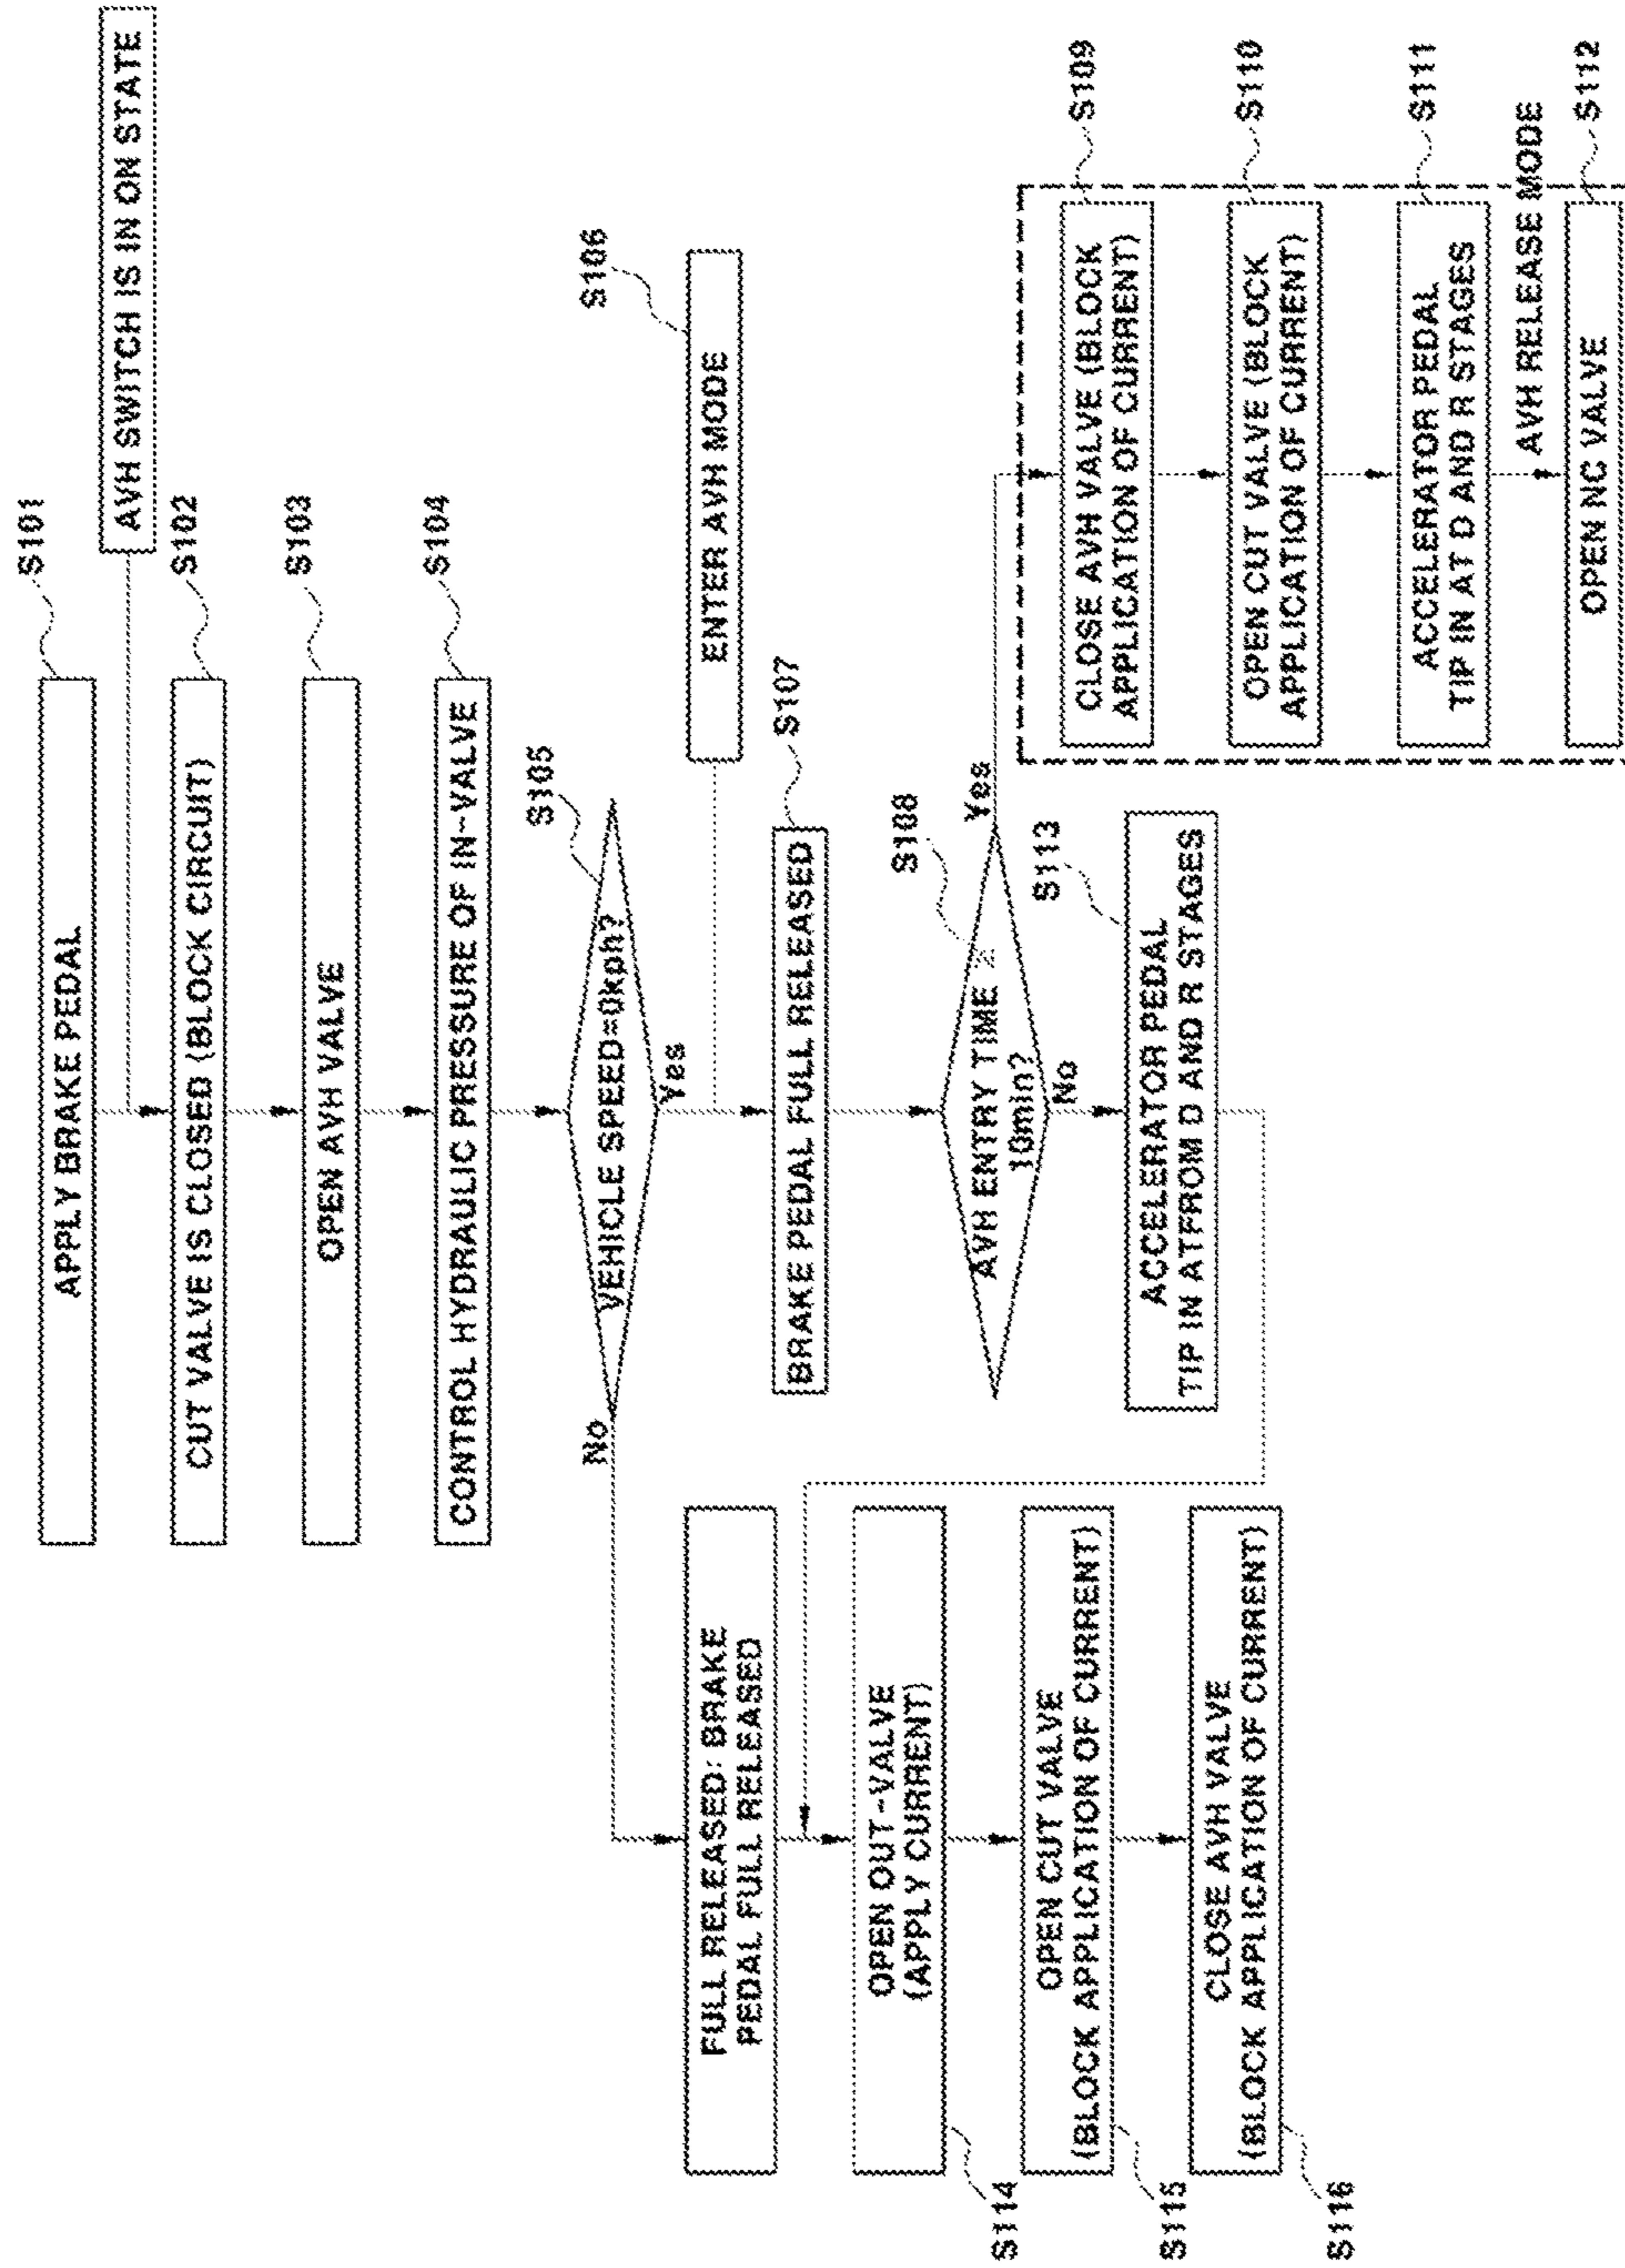 S101
APPLY BRAKE PEDAL
AVH SWITCH IS IN ON STATE
S102
CUT VALVE IS CLOSED (BLOCK CIRCUIT)
S103
OPEN AVH VALVE
S104
CONTROL HYDRAULIC PRESSURE OF IN-VALVE
S105
VEHICLE SPEED=0kph?
No
Yes
S106
ENTER AVH MODE
FULL RELEASED: BRAKE
PEDAL FULL RELEASED
S107
BRAKE PEDAL FULL RELEASED
S108
AVH ENTRY TIME
10min?
Yes
No
S113
ACCELERATOR PEDAL
TIP IN ATFROM D AND R STAGES
OPEN OUT-VALVE
(APPLY CURRENT)
S114
OPEN CUT VALVE
(BLOCK APPLICATION OF CURRENT)
S115
CLOSE AVH VALVE
(BLOCK APPLICATION OF CURRENT)
S116
S109
CLOSE AVH VALVE (BLOCK
APPLICATION OF CURRENT)
S110
OPEN CUT VALVE (BLOCK
APPLICATION OF CURRENT)
S111
ACCELERATOR PEDAL
TIP IN AT D AND R STAGES
AVH RELEASE MODE
S112
OPEN NC VALVE